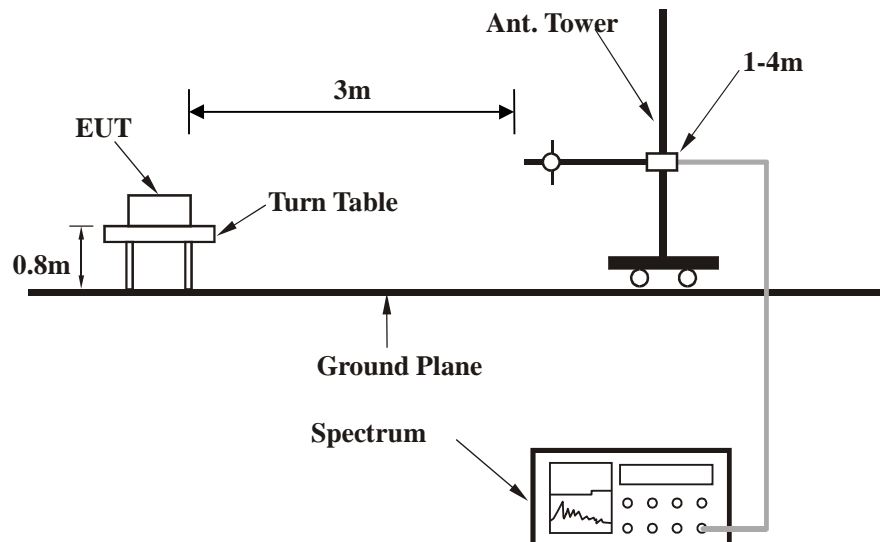 Ant. Tower
1-4m
3m
EUT
Turn Table
0.8m
Ground Plane
Spectrum